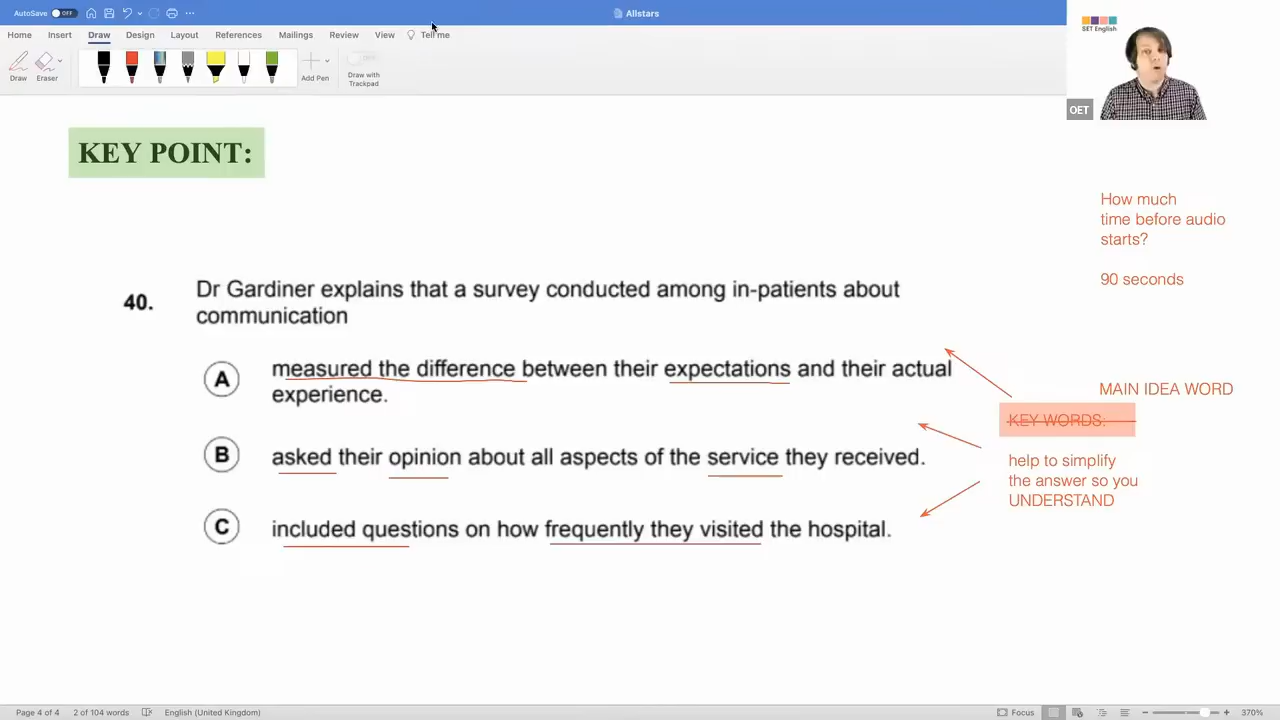 AutoSave OFF
Allstars
Home Insert Draw Design Layout References Mailings Review View Tell me
SET English
Draw Eraser Add Pen Draw with
Trackpad
OFF
OET
KEY POINT:
How much
time before audio
starts?
90 seconds
40. Dr Gardiner explains that a survey conducted among in-patients about
communication
A measured the difference between their expectations and their actual
experience.
B asked their opinion about all aspects of the service they received.
C included questions on how frequently they visited the hospital.
MAIN IDEA WORD
KEY WORDS:
help to simplify
the answer so you
UNDERSTAND
Page 4 of 4 2 of 104 words English (United Kingdom) Focus 370%